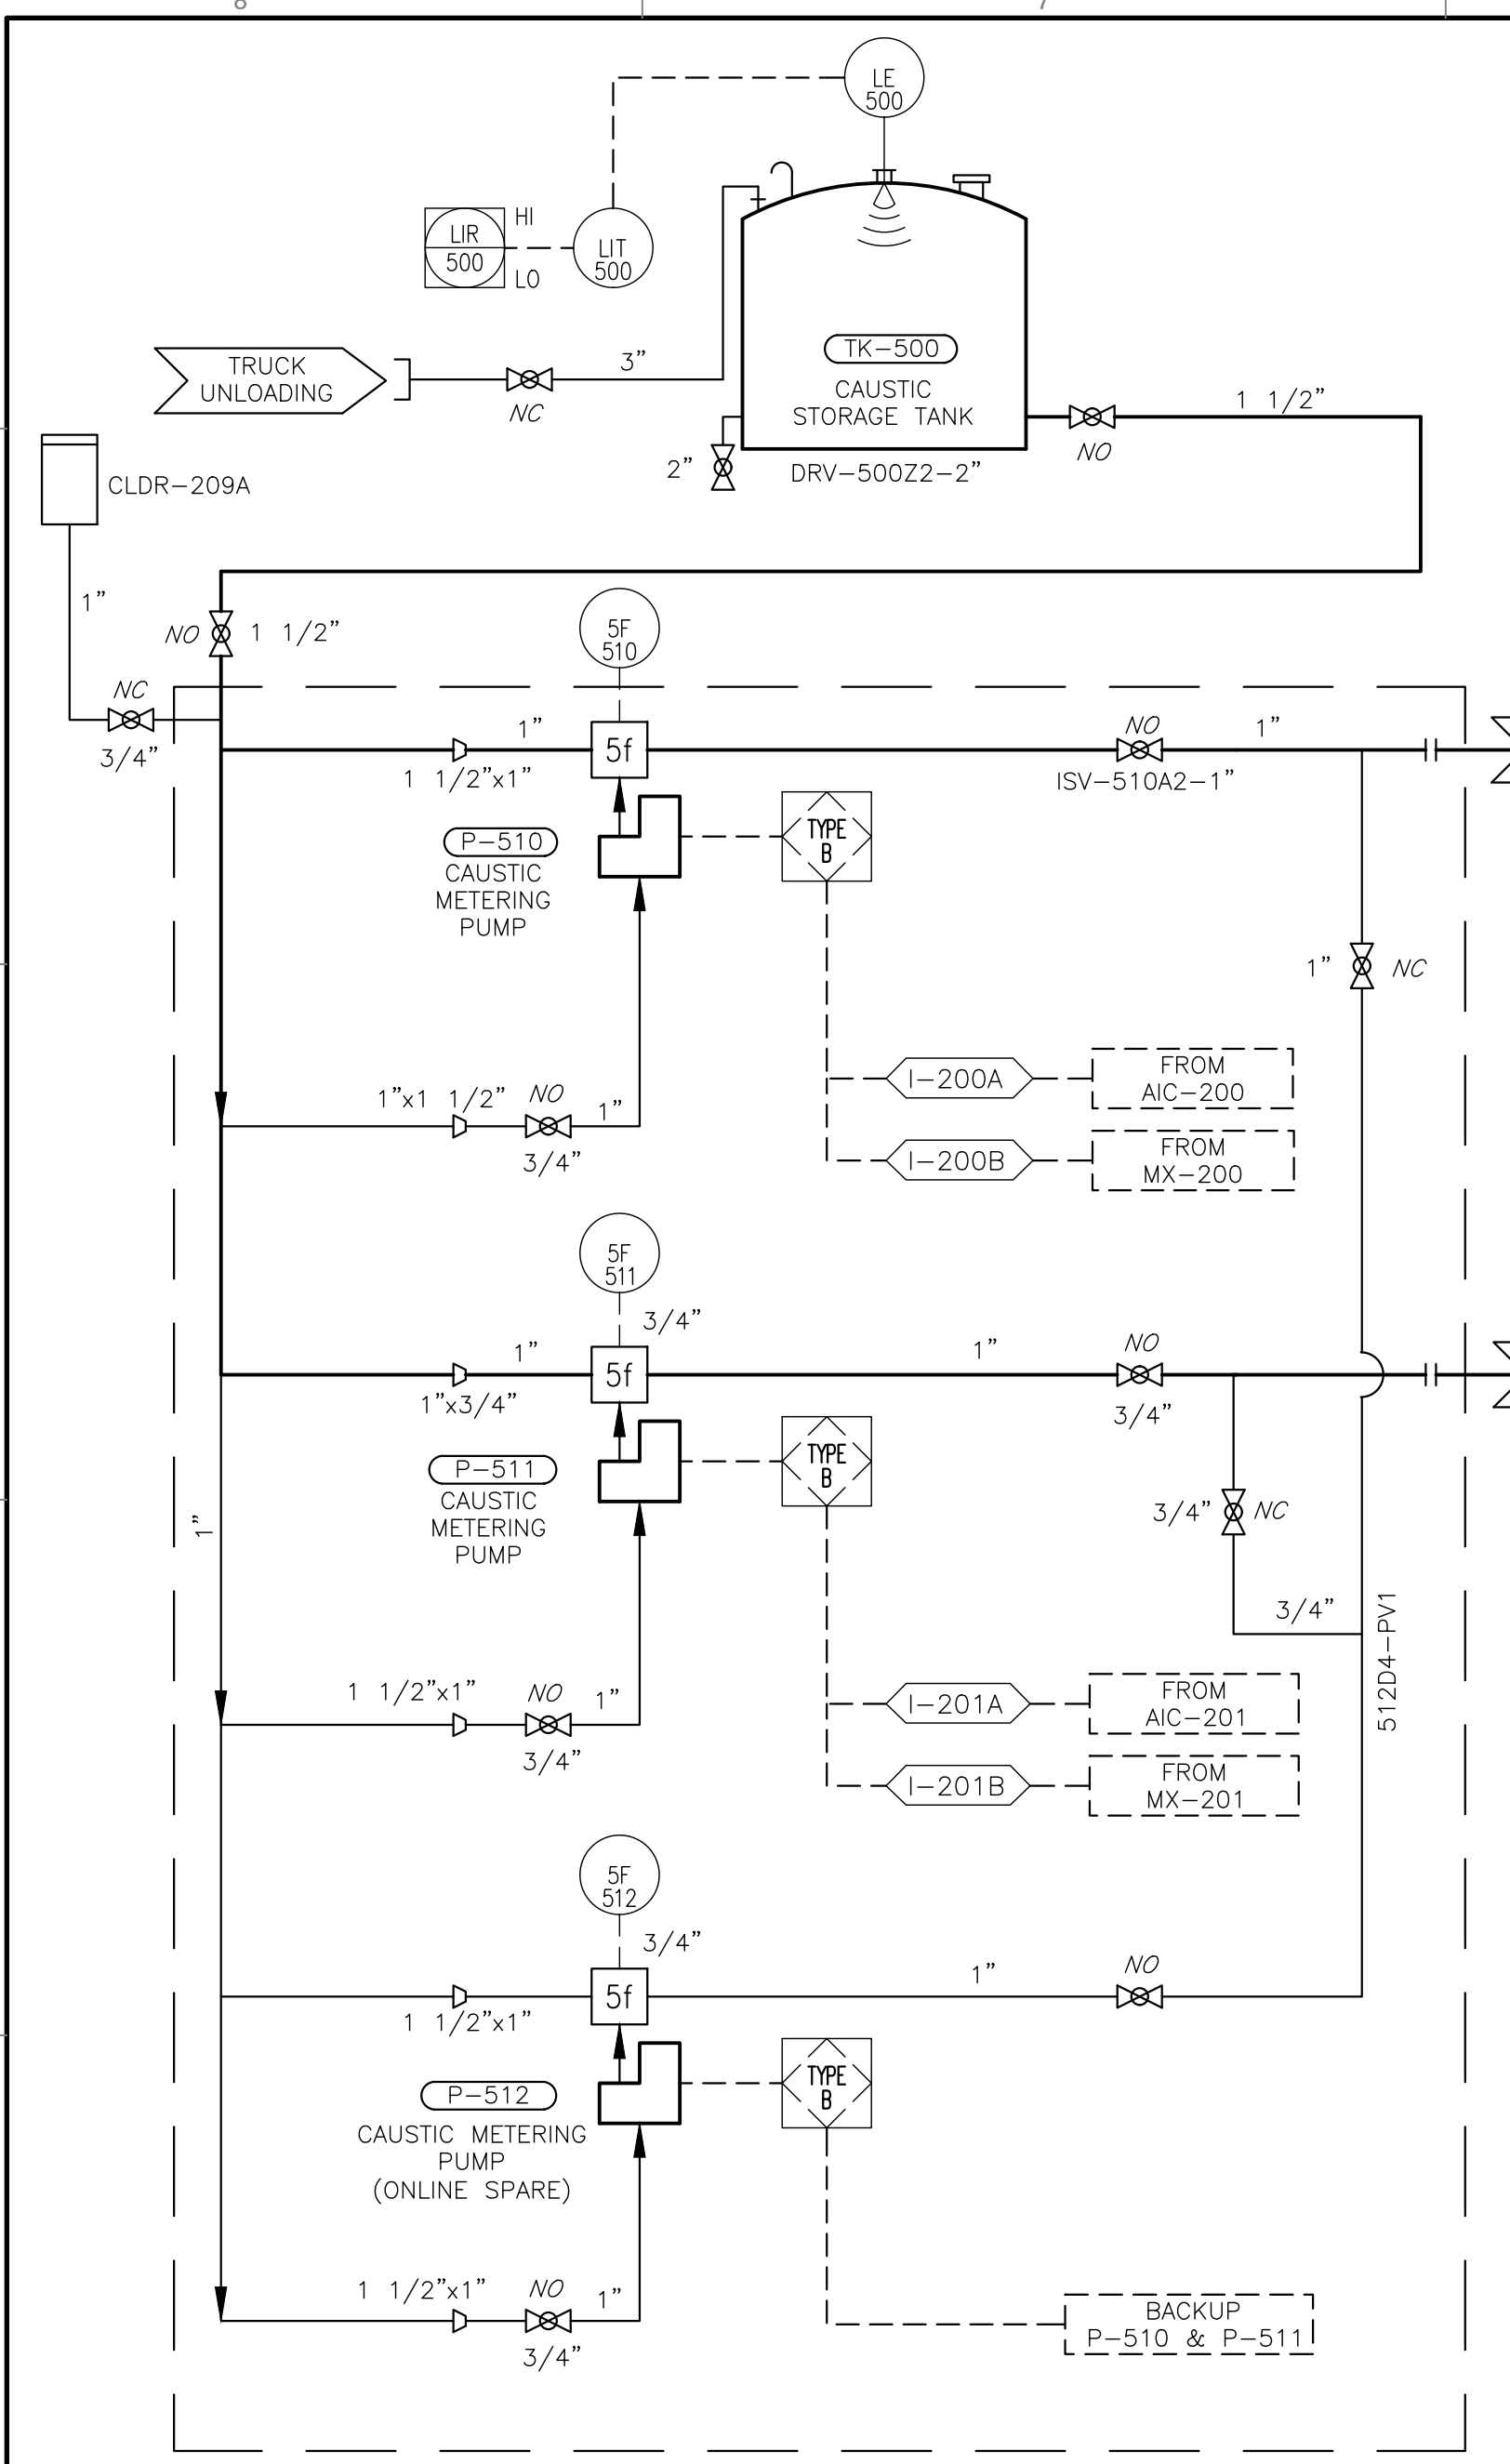 8
7
LE
500
HI
LIR
500
LO
LIT
500
TRUCK
UNLOADING
NC
3”
TK-500
CAUSTIC
STORAGE TANK
1 1/2”
NO
2”
DRV-500Z2-2”
CLDR-209A
1”
NO
1 1/2”
5F
510
NC
3/4”
1”
1 1/2”x1”
5f
NO
1”
ISV-510A2-1”
P-510
CAUSTIC
METERING
PUMP
TYPE
B
1”
NC
I-200A
FROM
AIC-200
1”x1 1/2”
NO
1”
3/4”
I-200B
FROM
MX-200
5F
511
3/4”
1”
1”x3/4”
5f
1”
NO
3/4”
P-511
CAUSTIC
METERING
PUMP
TYPE
B
1”
3/4”
NC
3/4”
512D4-PV1
1 1/2”x1”
NO
1”
3/4”
I-201A
FROM
AIC-201
I-201B
FROM
MX-201
5F
512
3/4”
5f
1”
NO
1 1/2”x1”
P-512
CAUSTIC METERING
PUMP
(ONLINE SPARE)
TYPE
B
1 1/2”x1”
NO
1”
3/4”
BACKUP
P-510 & P-511